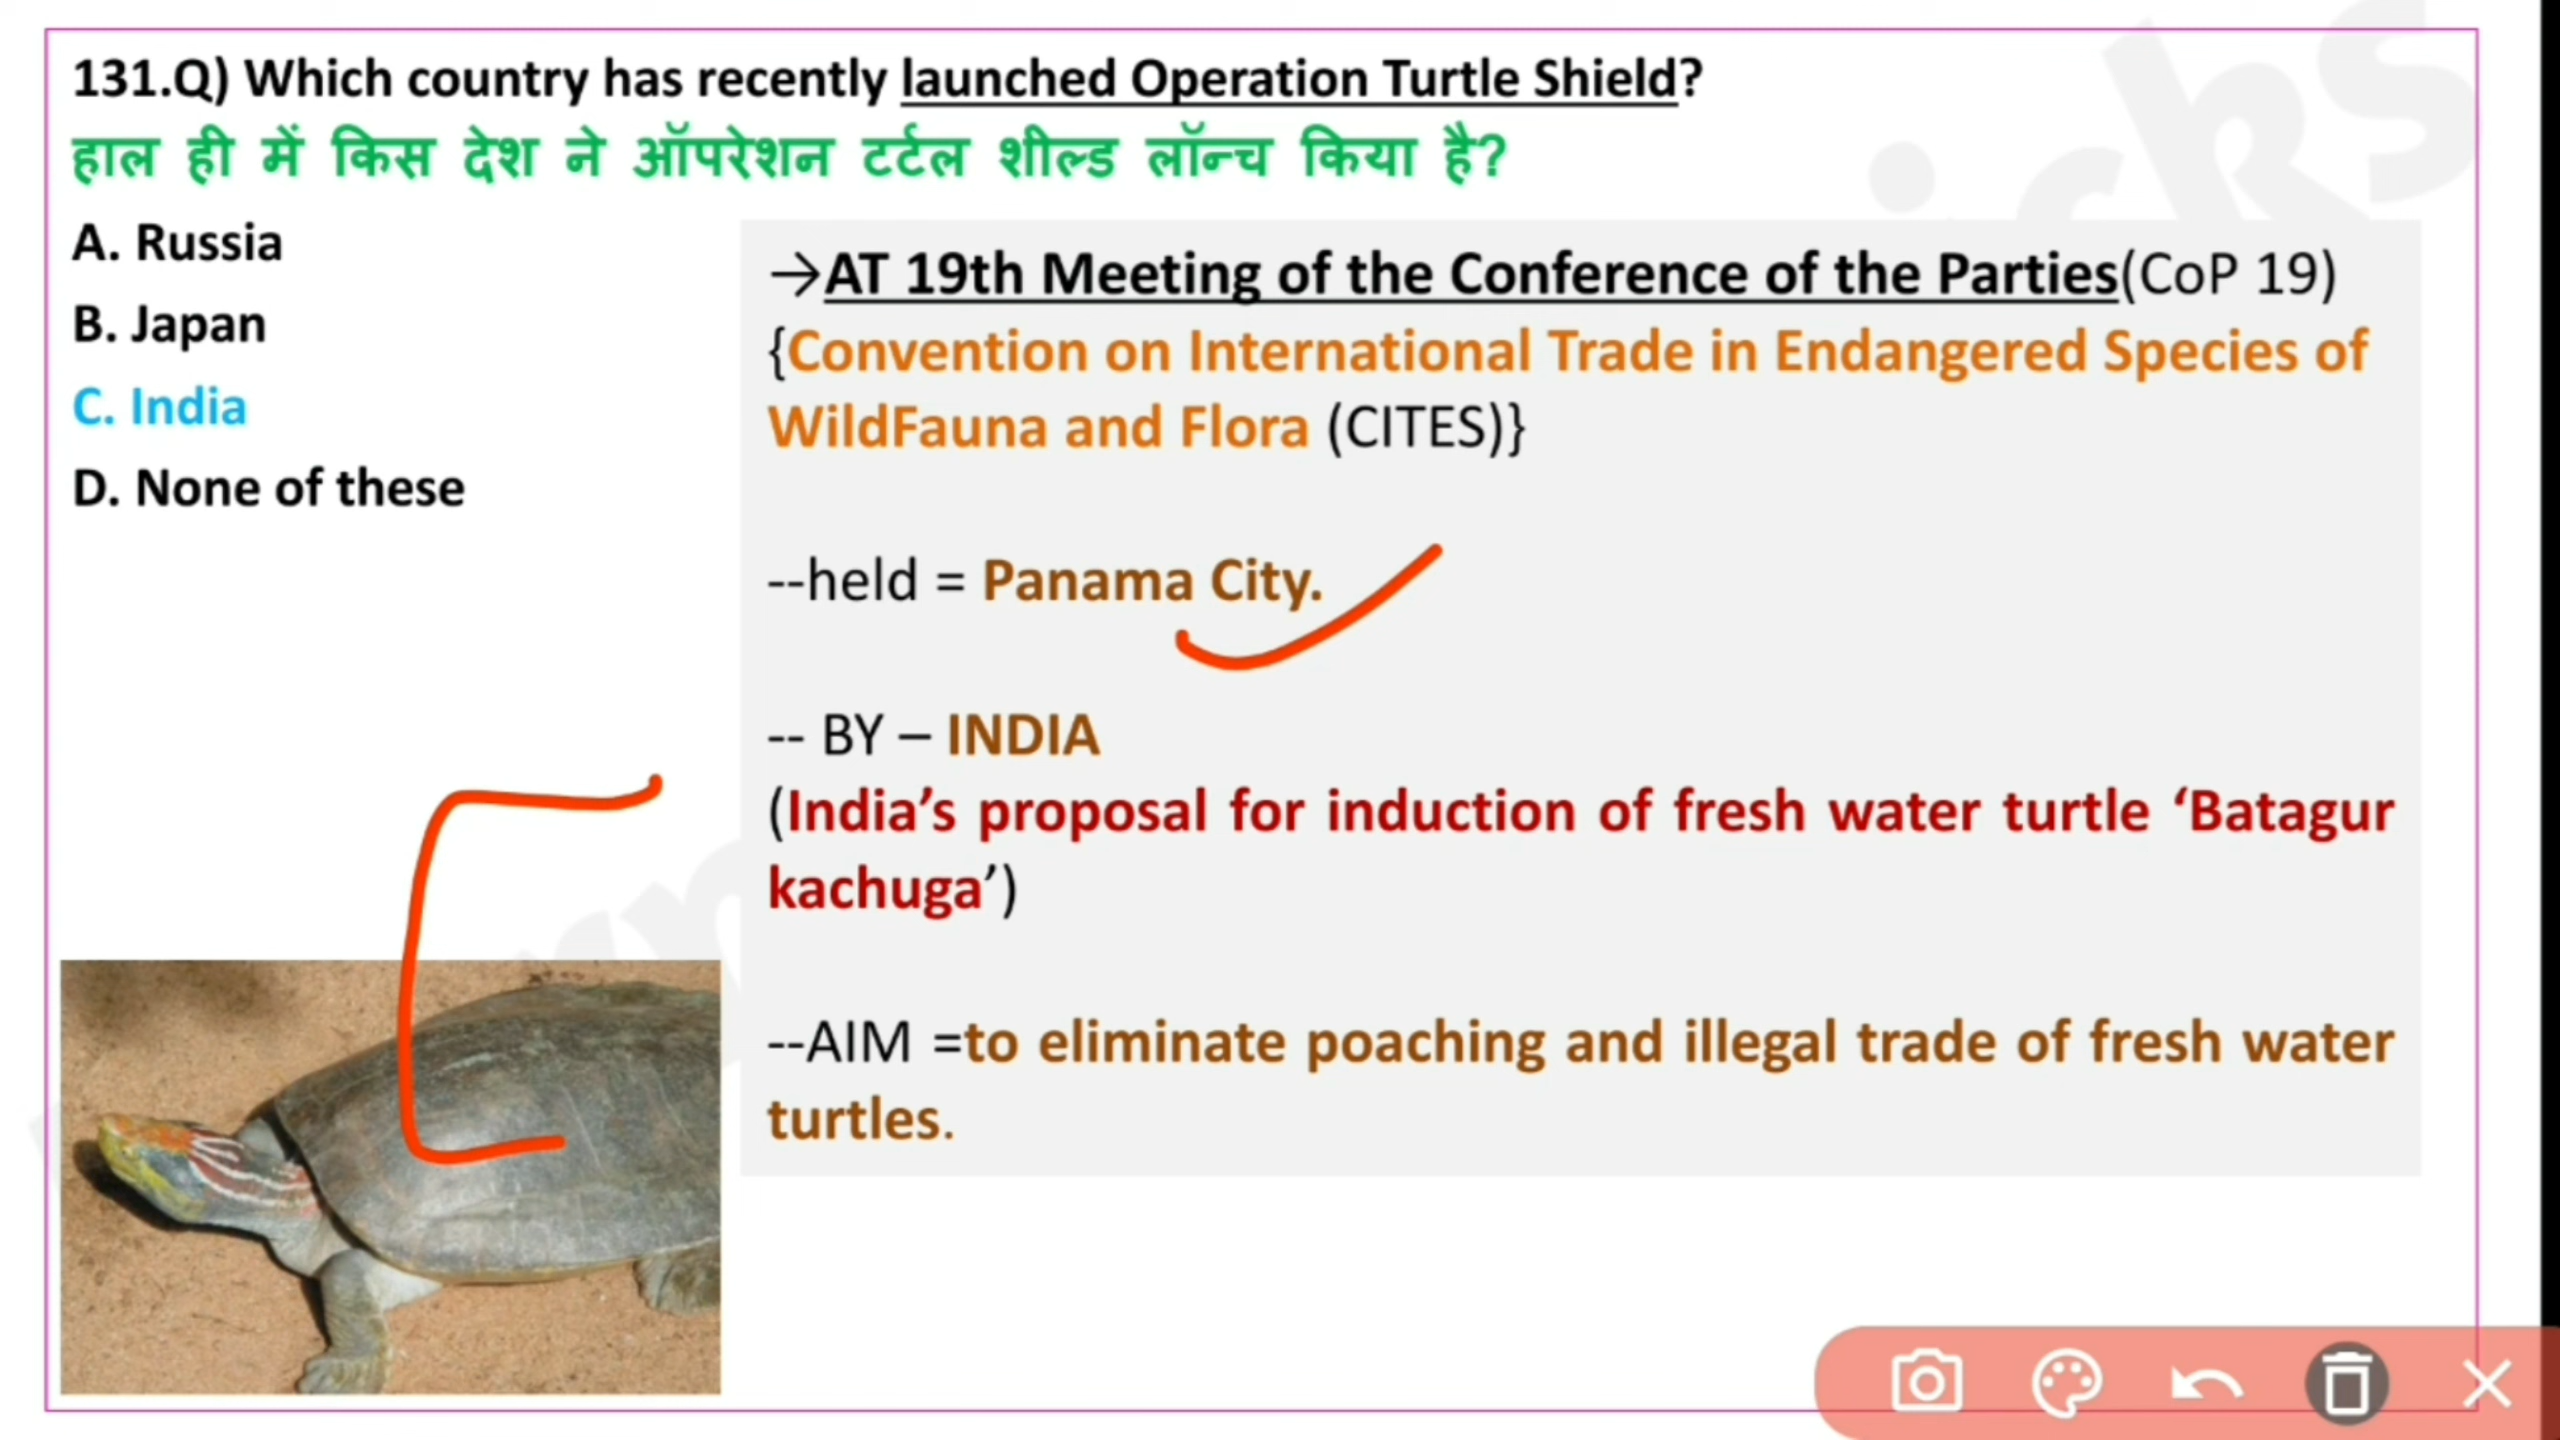 131.Q) Which country has recently launched Operation Turtle Shield?
हाल ही में किस देश ने ऑपरेशन टर्टल शील्ड लॉन्च किया है?
A. Russia
B. Japan
C. India
D. None of these
→AT 19th Meeting of the Conference of the Parties(CoP 19)
{Convention on International Trade in Endangered Species of
WildFauna and Flora (CITES)}
--held = Panama City.
-- BY – INDIA
(India’s proposal for induction of fresh water turtle ‘Batagur
kachuga’)
--AIM =to eliminate poaching and illegal trade of fresh water
turtles.